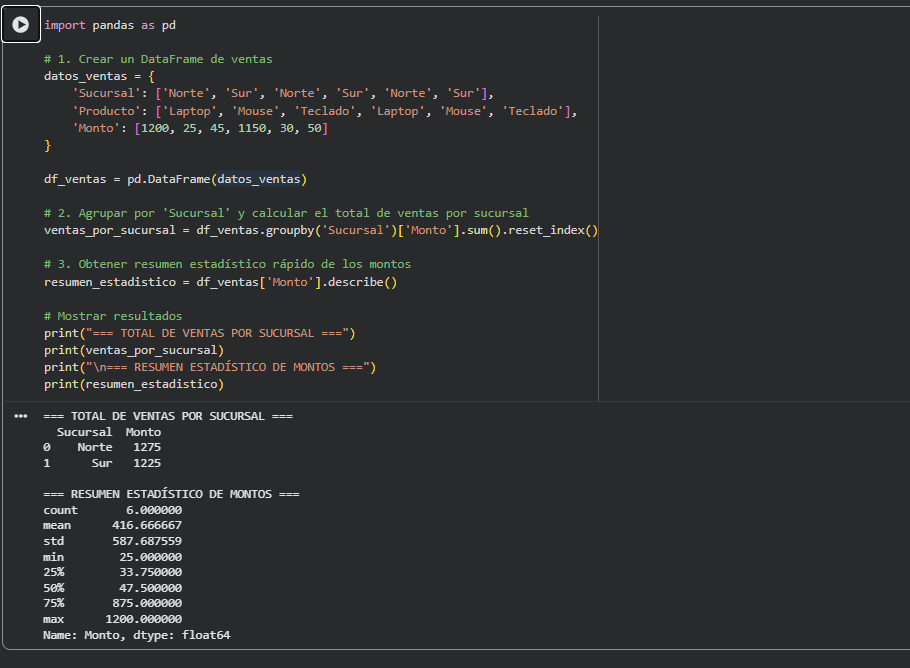 import pandas as pd

# 1. Crear un DataFrame de ventas
datos_ventas = {
    'Sucursal': ['Norte', 'Sur', 'Norte', 'Sur', 'Norte', 'Sur'],
    'Producto': ['Laptop', 'Mouse', 'Teclado', 'Laptop', 'Mouse', 'Teclado'],
    'Monto': [1200, 25, 45, 1150, 30, 50]
}

df_ventas = pd.DataFrame(datos_ventas)

# 2. Agrupar por 'Sucursal' y calcular el total de ventas por sucursal
ventas_por_sucursal = df_ventas.groupby('Sucursal')['Monto'].sum().reset_index()

# 3. Obtener resumen estadístico rápido de los montos
resumen_estadistico = df_ventas['Monto'].describe()

# Mostrar resultados
print("=== TOTAL DE VENTAS POR SUCURSAL ===")
print(ventas_por_sucursal)
print("\n=== RESUMEN ESTADÍSTICO DE MONTOS ===")
print(resumen_estadistico)

=== TOTAL DE VENTAS POR SUCURSAL ===
  Sucursal  Monto
0    Norte   1275
1      Sur   1225

=== RESUMEN ESTADÍSTICO DE MONTOS ===
count       6.000000
mean      416.666667
std       587.687559
min        25.000000
25%        33.750000
50%        47.500000
75%       875.000000
max      1200.000000
Name: Monto, dtype: float64